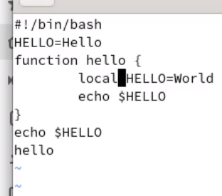 #!/bin/bash
HELLO=Hello
function hello {
        local HELLO=World
        echo $HELLO
}
echo $HELLO
hello
~
~